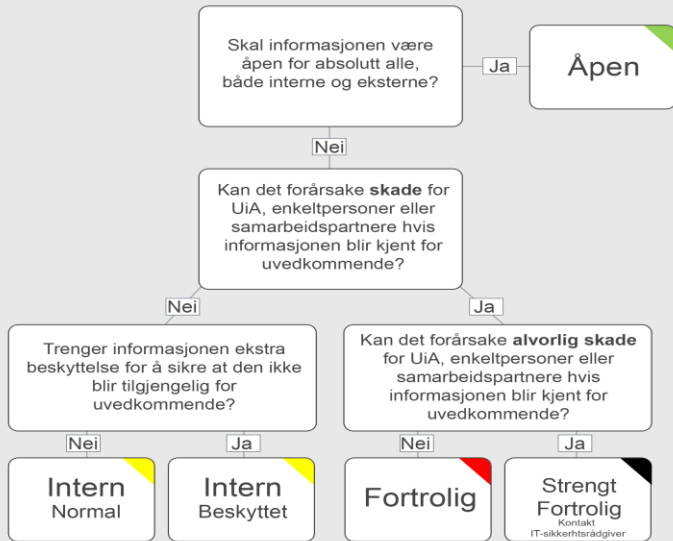 Skal informasjonen være
åpen for absolutt alle,
både interne og eksterne?
Ja
Åpen
Nei
Kan det forårsake skade for
UiA, enkeltpersoner eller
samarbeidspartnere hvis
informasjonen blir kjent for
uvedkommende?
Nei
Ja
Trenger informasjonen ekstra
beskyttelse for å sikre at den ikke
blir tilgjengelig for
uvedkommende?
Kan det forårsake alvorlig skade
for UiA, enkeltpersoner eller
samarbeidspartnere hvis
informasjonen blir kjent for
uvedkommende?
Nei
Ja
Nei
Ja
Intern
Normal
Intern
Beskyttet
Fortrolig
Strengt
Fortrolig
Kontakt
IT-sikkerhtsrådgiver